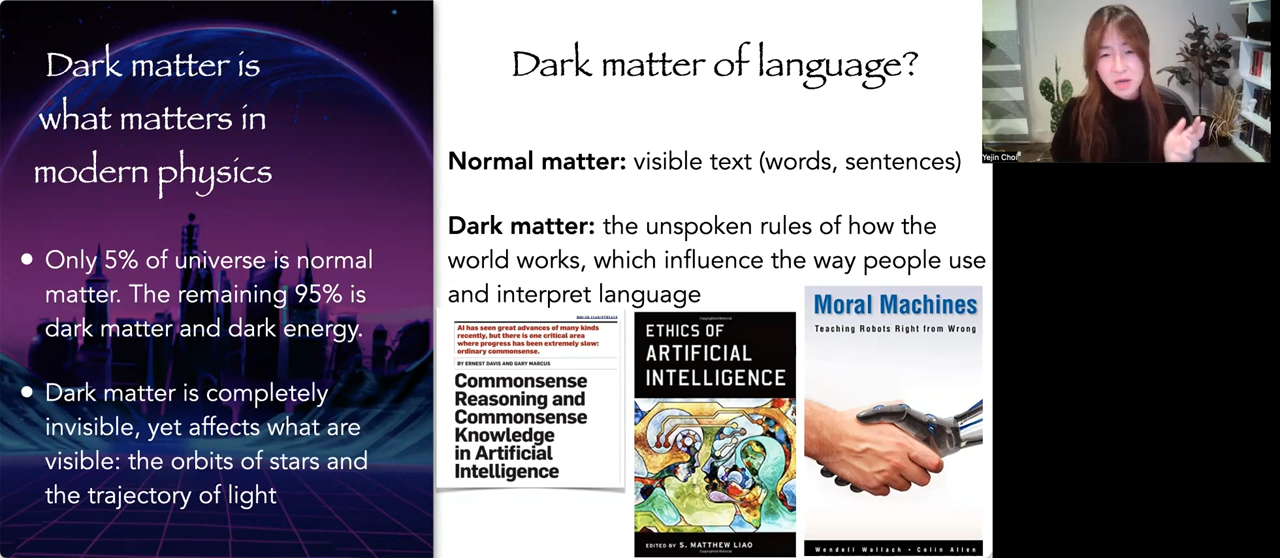 Dark matter is
what matters in
modern physics
• Only 5% of universe is normal
matter. The remaining 95% is
dark matter and dark energy.
• Dark matter is completely
invisible, yet affects what are
visible: the orbits of stars and
the trajectory of light
Dark matter of language?
Normal matter: visible text (words, sentences)
Dark matter: the unspoken rules of how the
world works, which influence the way people use
and interpret language
AI has seen great advances of many kinds
recently, but there is one critical area
where progress has been extremely slow:
ordinary commonsense.
BY ERNEST DAVIS AND GARY MARCUS
Commonsense
Reasoning and
Commonsense
Knowledge
in Artificial
Intelligence
ETHICS OF
ARTIFICIAL
INTELLIGENCE
EDITED BY S. MATTHEW LIAO
Moral Machines
Teaching Robots Right from Wrong
Wendell Wallach • Colin Allen
Yejin Choi